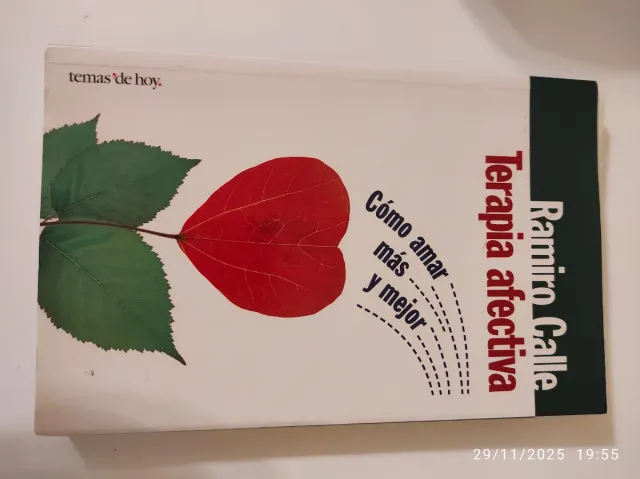 Ramiro Calle
Terapia afectiva
Cómo amar
más
y mejor
temas'de hoy.
29/11/2025 19:55